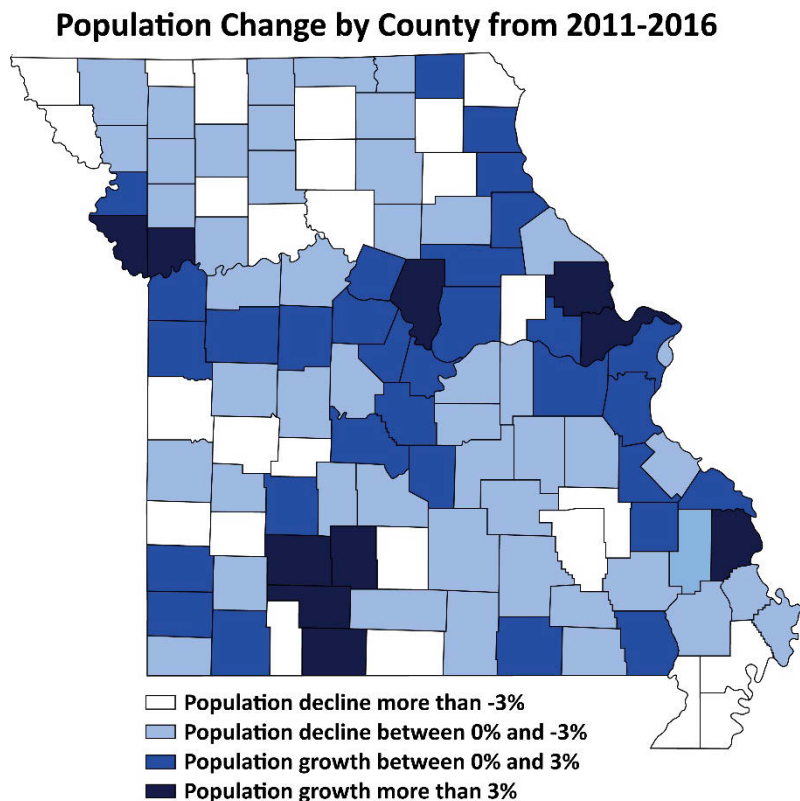 Population Change by County from 2011-2016
Population decline more than -3%
Population decline between 0% and -3%
Population growth between 0% and 3%
Population growth more than 3%